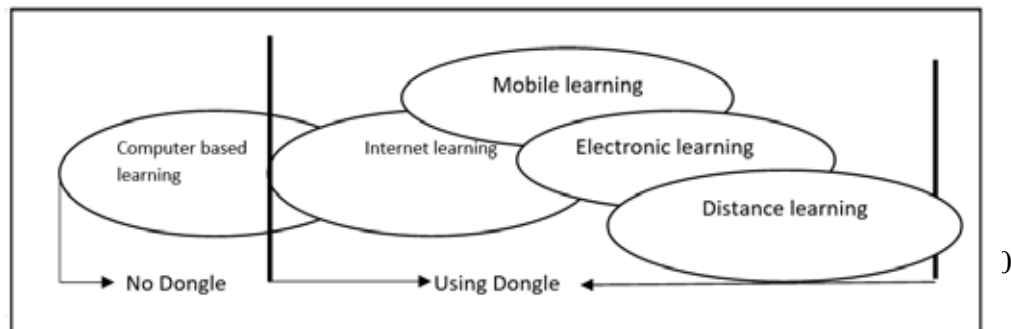 Mobile learning
Computer based
learning
Internet learning
Electronic learning
Distance learning
No Dongle
Using Dongle